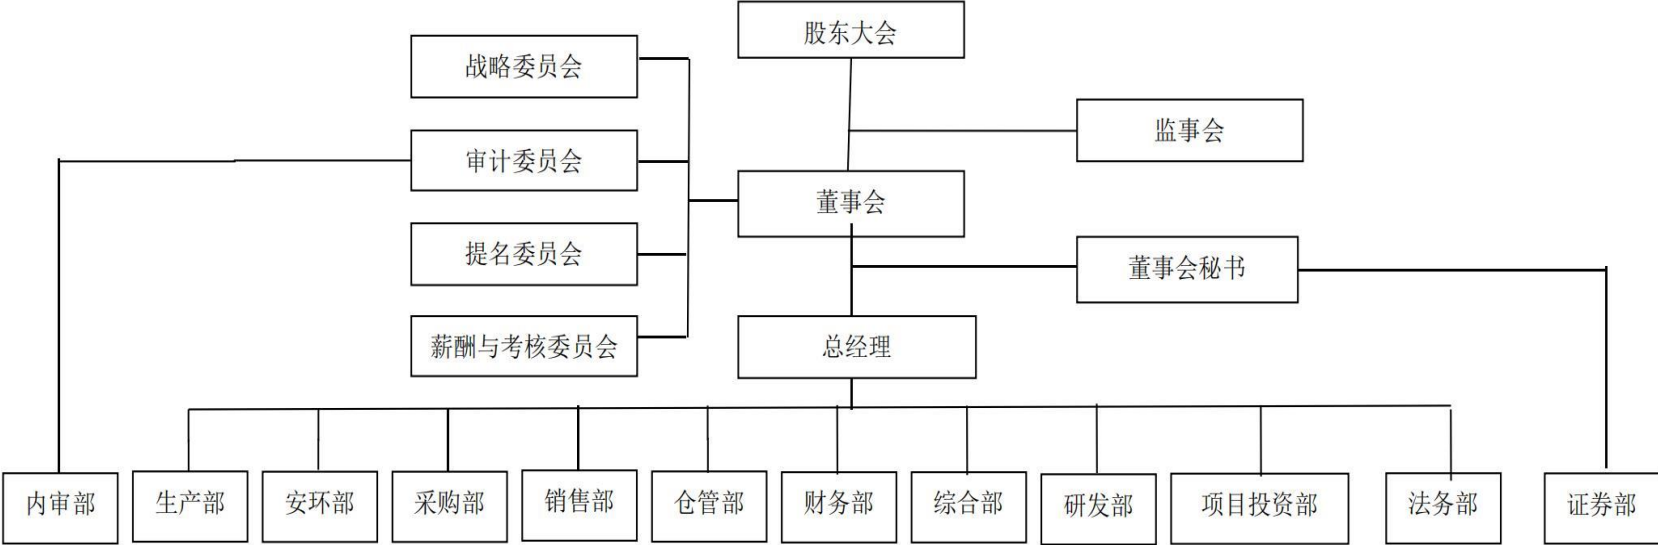 股东大会
战略委员会
监事会
审计委员会
董事会
提名委员会
董事会秘书
薪酬与考核委员会
总经理
内审部
生产部
安环部
采购部
销售部
仓管部
财务部
综合部
研发部
项目投资部
法务部
证券部